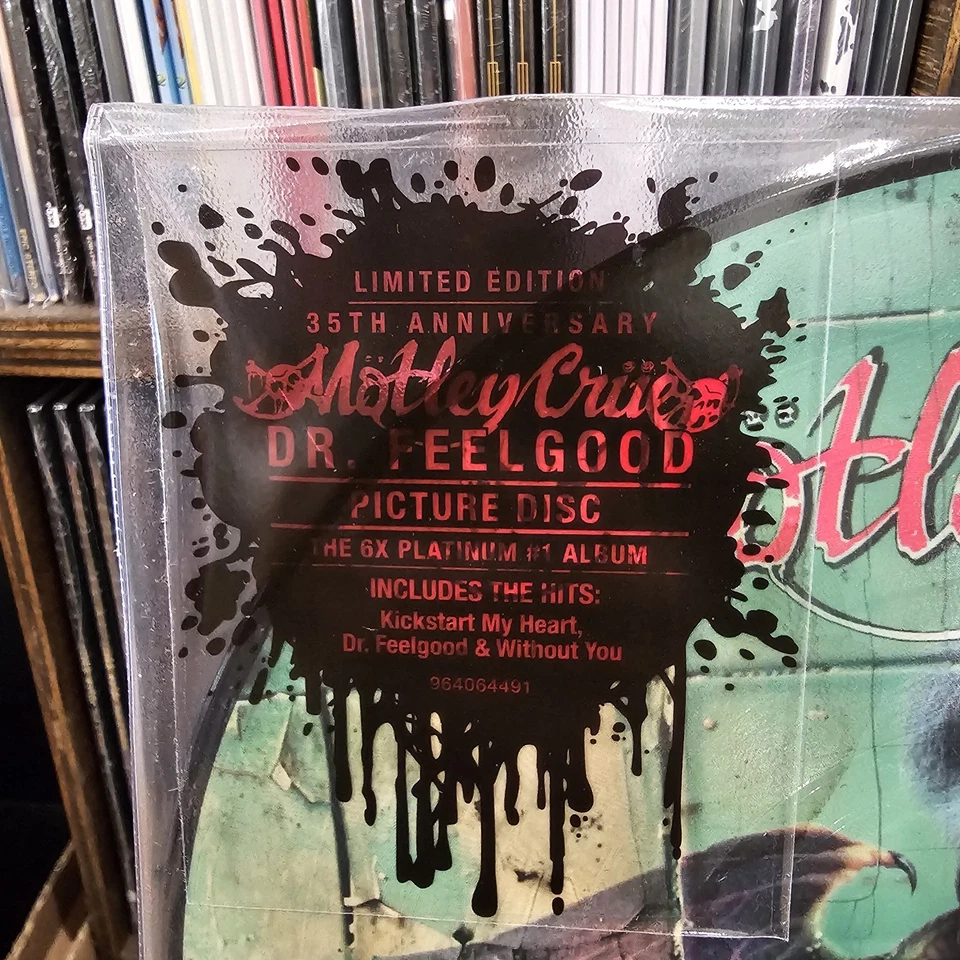 LIMITED EDITION
35TH ANNIVERSARY
Mötley Crüe
DR. FEELGOOD
PICTURE DISC
THE 6X PLATINUM #1 ALBUM
INCLUDES THE HITS:
Kickstart My Heart,
Dr. Feelgood & Without You
964064491
ötl